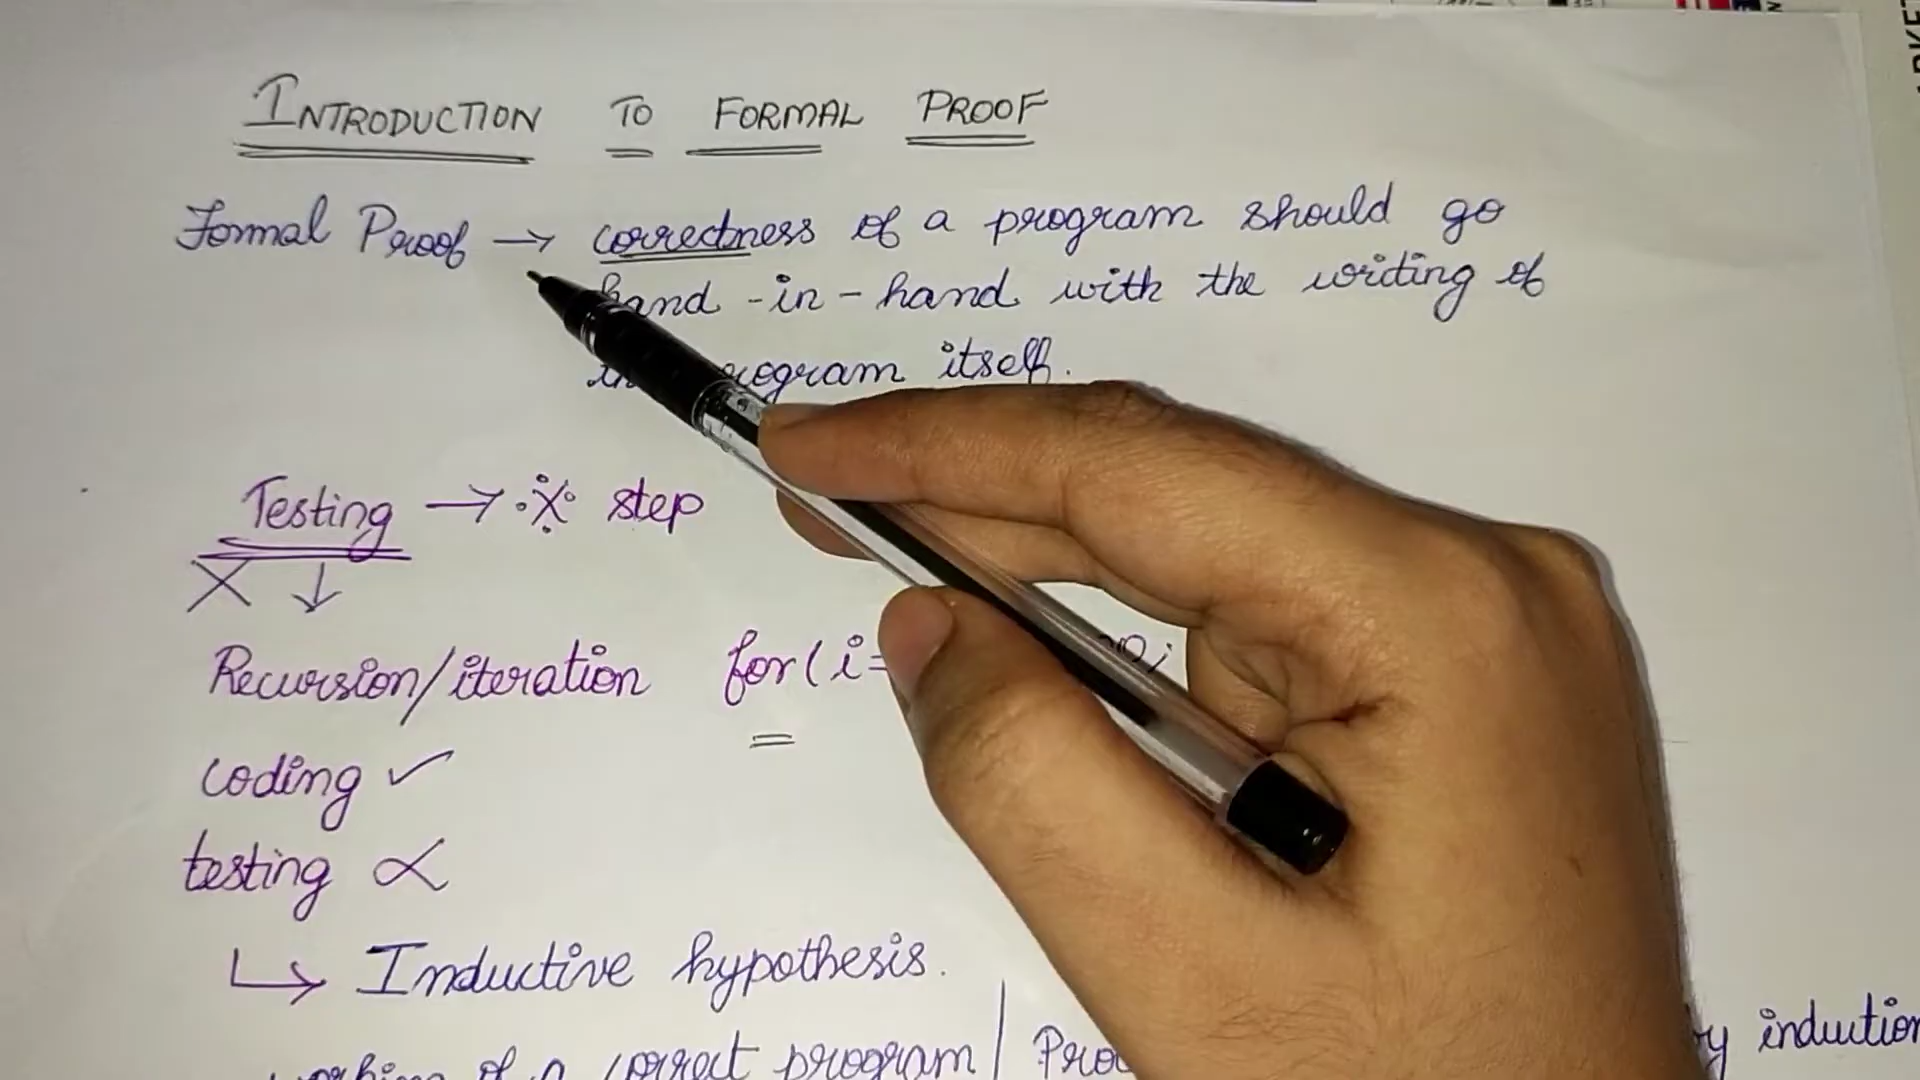 INTRODUCTION TO FORMAL PROOF
Formal Proof → correctness of a program should go
hand-in-hand with the writing of
program itself.
Testing → step
X ↓
Recursion/iteration for(i=
=
coding ✓
testing ∝
↳ Inductive hypothesis.
of a correct program | induction